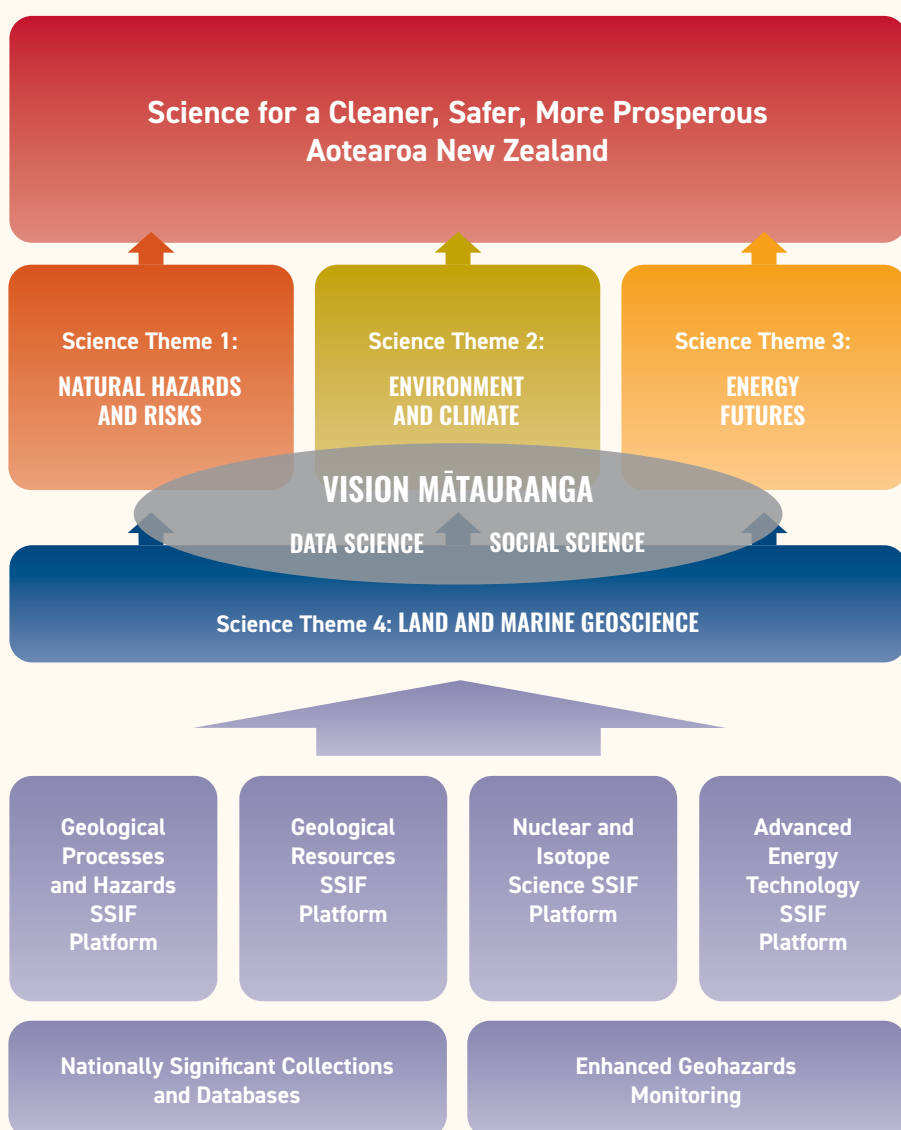 Science for a Cleaner, Safer, More Prosperous
Aotearoa New Zealand
Science Theme 1:
NATURAL HAZARDS
AND RISKS
Science Theme 2:
ENVIRONMENT
AND CLIMATE
Science Theme 3:
ENERGY
FUTURES
VISION MĀTAURANGA
DATA SCIENCE
SOCIAL SCIENCE
Science Theme 4: LAND AND MARINE GEOSCIENCE
Geological
Processes
and Hazards
SSIF
Platform
Geological
Resources
SSIF
Platform
Nuclear and
Isotope
Science SSIF
Platform
Advanced
Energy
Technology
SSIF
Platform
Nationally Significant Collections
and Databases
Enhanced Geohazards
Monitoring